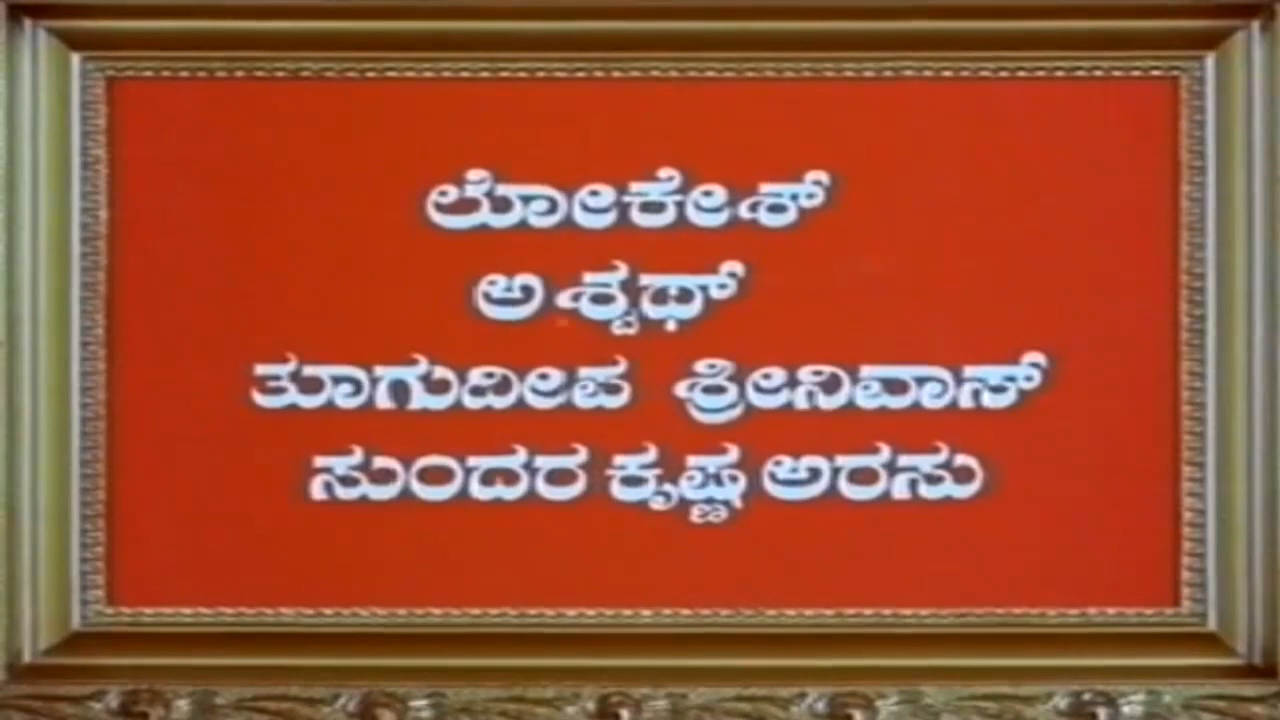 ಲೋಕೇಶ್
ಅಶ್ವಥ್
ತೂಗುದೀಪ ಶ್ರೀನಿವಾಸ್
ಸುಂದರ ಕೃಷ್ಣ ಅರಸು